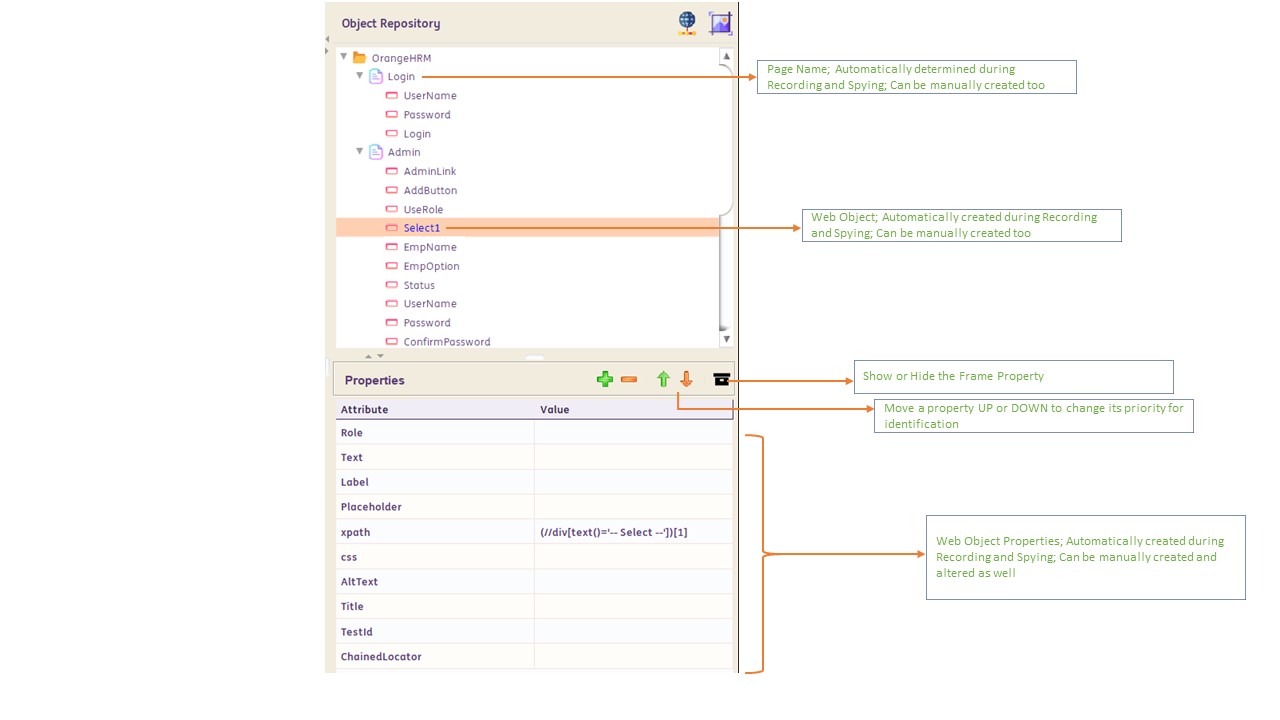 Object Repository
OrangeHRM
Login
UserName
Password
Login
Admin
AdminLink
AddButton
UseRole
Select1
EmpName
EmpOption
Status
UserName
Password
ConfirmPassword
Page Name; Automatically determined during
Recording and Spying; Can be manually created too
Web Object; Automatically created during Recording
and Spying; Can be manually created too
Properties
Show or Hide the Frame Property
Move a property UP or DOWN to change its priority for
identification
Attribute Value
Role
Text
Label
Placeholder
xpath (//div[text()='-- Select --'])[1]
css
AltText
Title
TestId
ChainedLocator
Web Object Properties; Automatically created during
Recording and Spying; Can be manually created and
altered as well